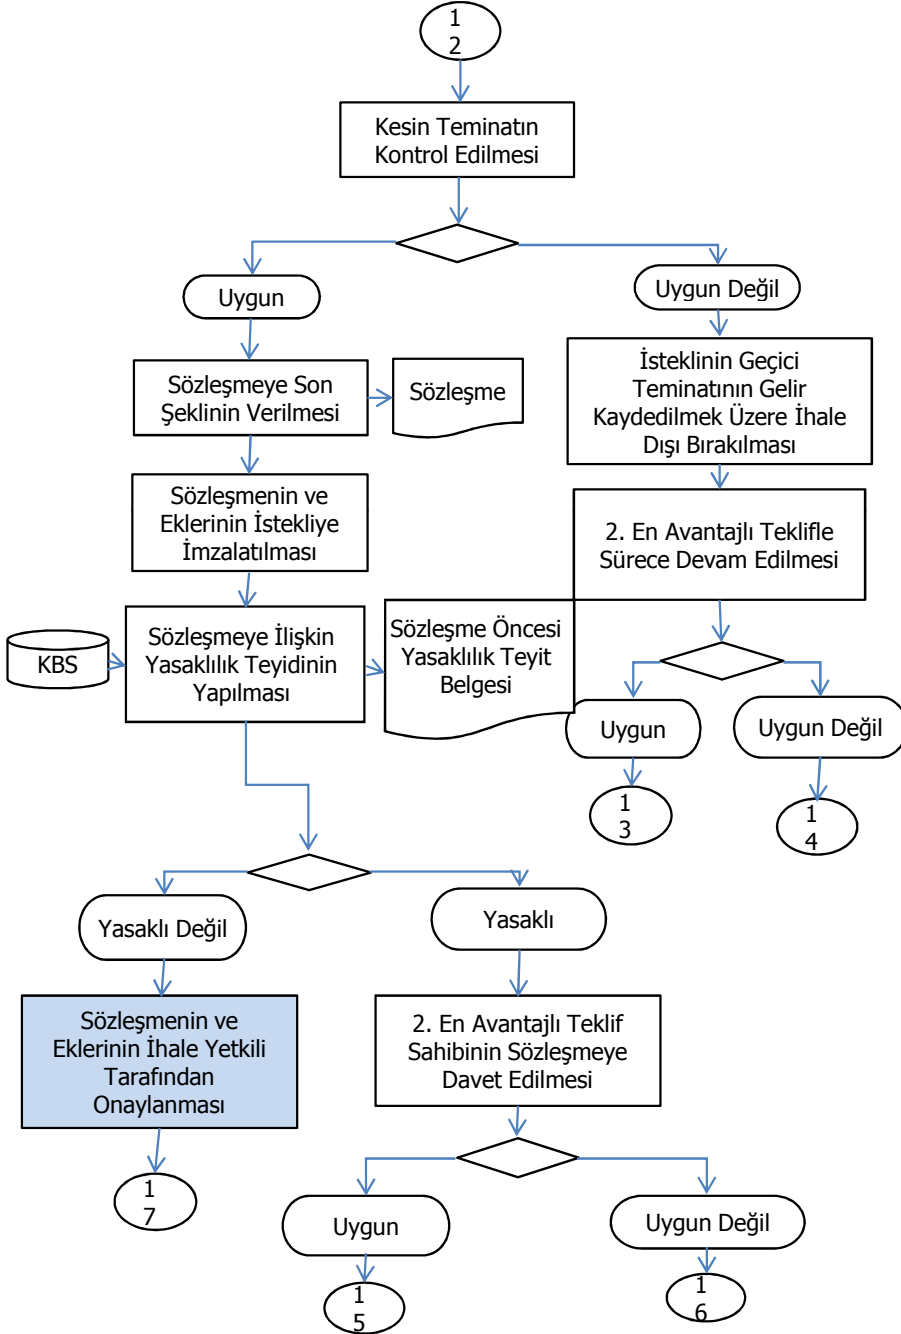 1
2
Kesin Teminatın
Kontrol Edilmesi
Uygun
Uygun Değil
Sözleşmeye Son
Şeklinin Verilmesi
Sözleşme
İsteklinin Geçici
Teminatının Gelir
Kaydedilmek Üzere İhale
Dışı Bırakılması
Sözleşmenin ve
Eklerinin İstekliye
İmzalatılması
2. En Avantajlı Teklifle
Sürece Devam Edilmesi
KBS
Sözleşmeye İlişkin
Yasaklılık Teyidinin
Yapılması
Sözleşme Öncesi
Yasaklılık Teyit
Belgesi
Uygun
Uygun Değil
1
3
1
4
Yasaklı Değil
Yasaklı
Sözleşmenin ve
Eklerinin İhale Yetkili
Tarafından
Onaylanması
2. En Avantajlı Teklif
Sahibinin Sözleşmeye
Davet Edilmesi
1
7
Uygun
Uygun Değil
1
5
1
6